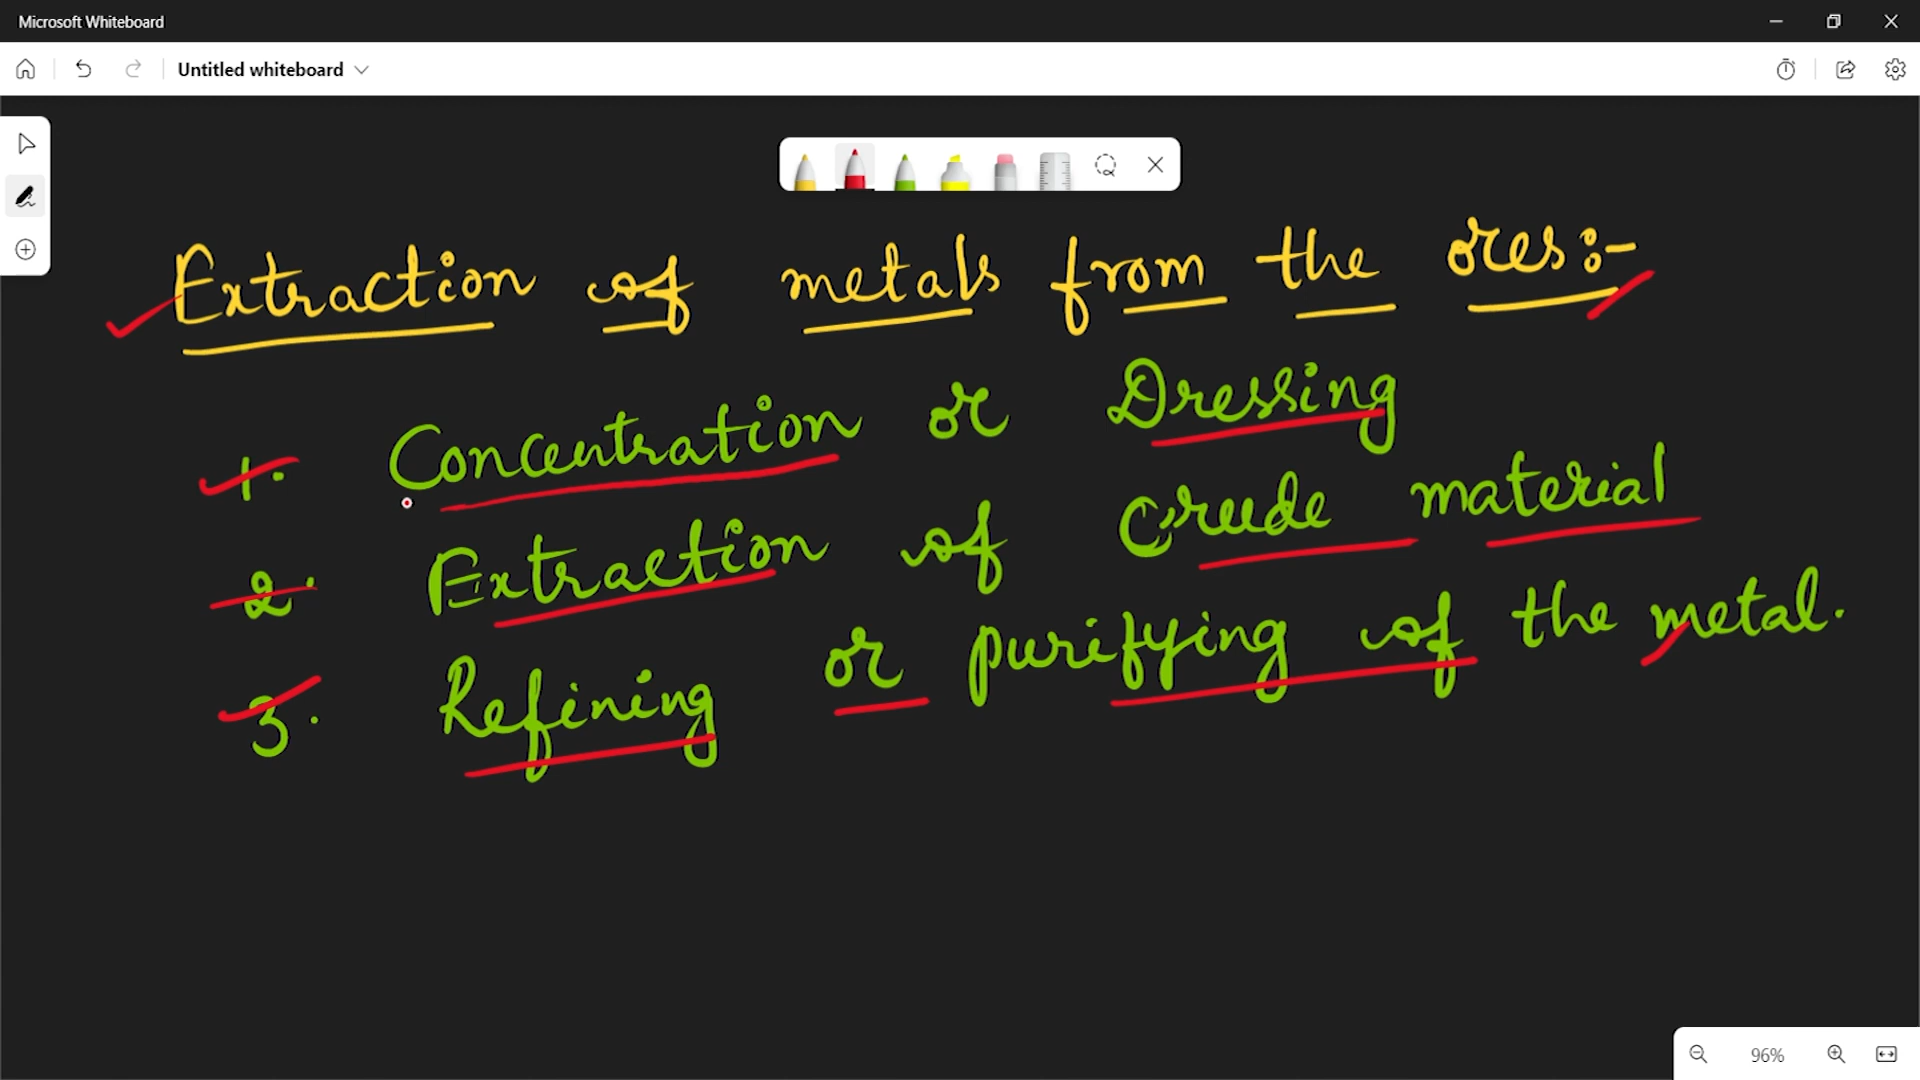 Microsoft Whiteboard
Untitled whiteboard
Extraction of metals from the ores:-
1. Concentration or Dressing
2. Extraction of Crude material
3. Refining or purifying of the metal.
96%